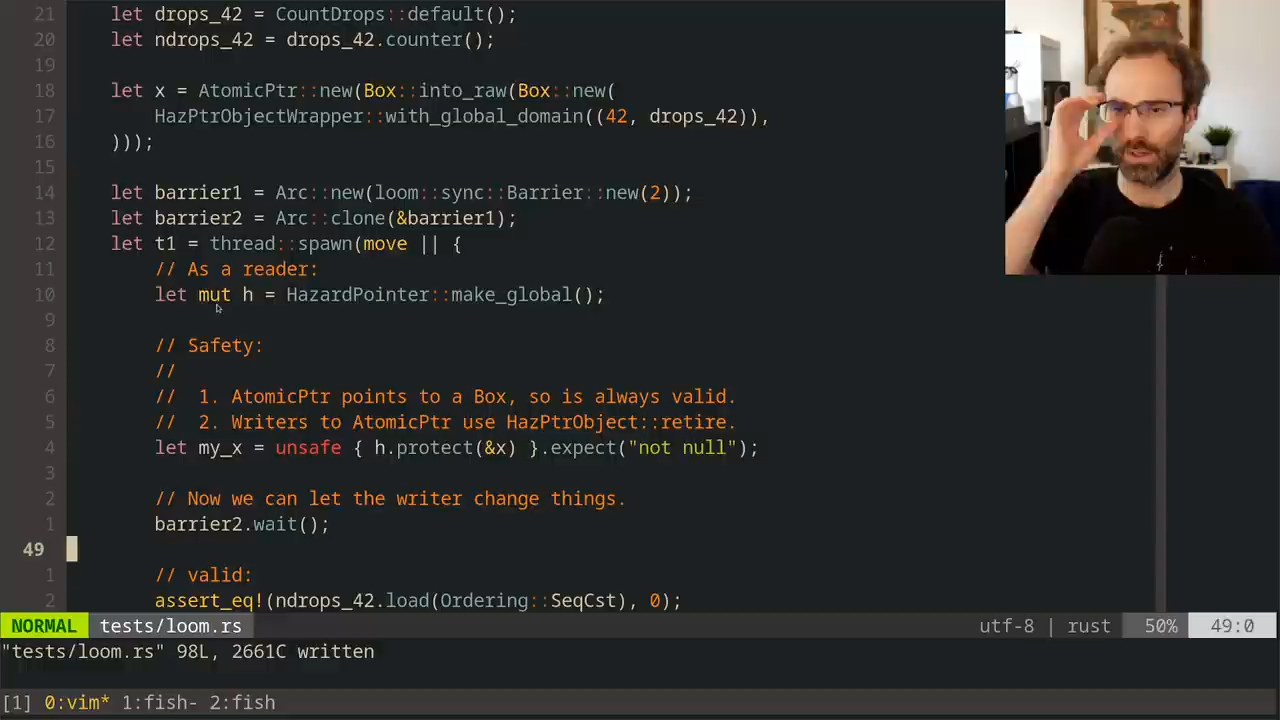 21 let drops_42 = CountDrops::default();
20 let ndrops_42 = drops_42.counter();
19
18 let x = AtomicPtr::new(Box::into_raw(Box::new(
17 HazPtrObjectWrapper::with_global_domain((42, drops_42)),
16 )));
15
14 let barrier1 = Arc::new(loom::sync::Barrier::new(2));
13 let barrier2 = Arc::clone(&barrier1);
12 let t1 = thread::spawn(move || {
11 // As a reader:
10 let mut h = HazardPointer::make_global();
9
8 // Safety:
7 //
6 // 1. AtomicPtr points to a Box, so is always valid.
5 // 2. Writers to AtomicPtr use HazPtrObject::retire.
4 let my_x = unsafe { h.protect(&x) }.expect("not null");
3
2 // Now we can let the writer change things.
1 barrier2.wait();
49
1 // valid:
2 assert_eq!(ndrops_42.load(Ordering::SeqCst), 0);
NORMAL tests/loom.rs utf-8 | rust 50% 49:0
"tests/loom.rs" 98L, 2661C written
[1] 0:vim* 1:fish- 2:fish